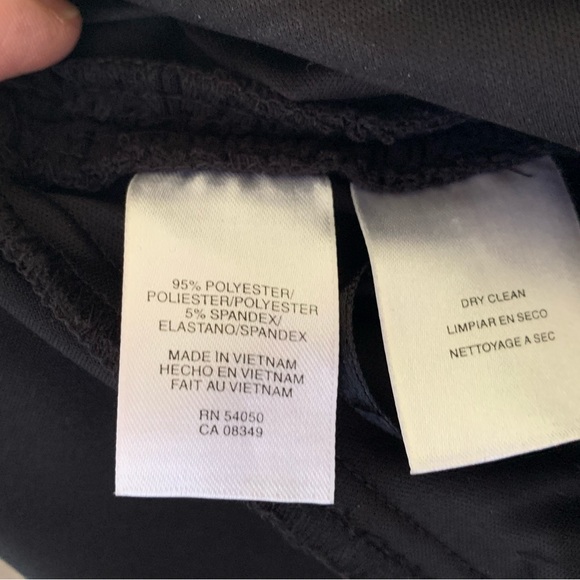 95% POLYESTER/
POLIESTER/POLYESTER
5% SPANDEX/
ELASTANO/SPANDEX
MADE IN VIETNAM
HECHO EN VIETNAM
FAIT AU VIETNAM
RN 54050
CA 08349
DRY CLEAN
LIMPIAR EN SECO
NETTOYAGE A SEC